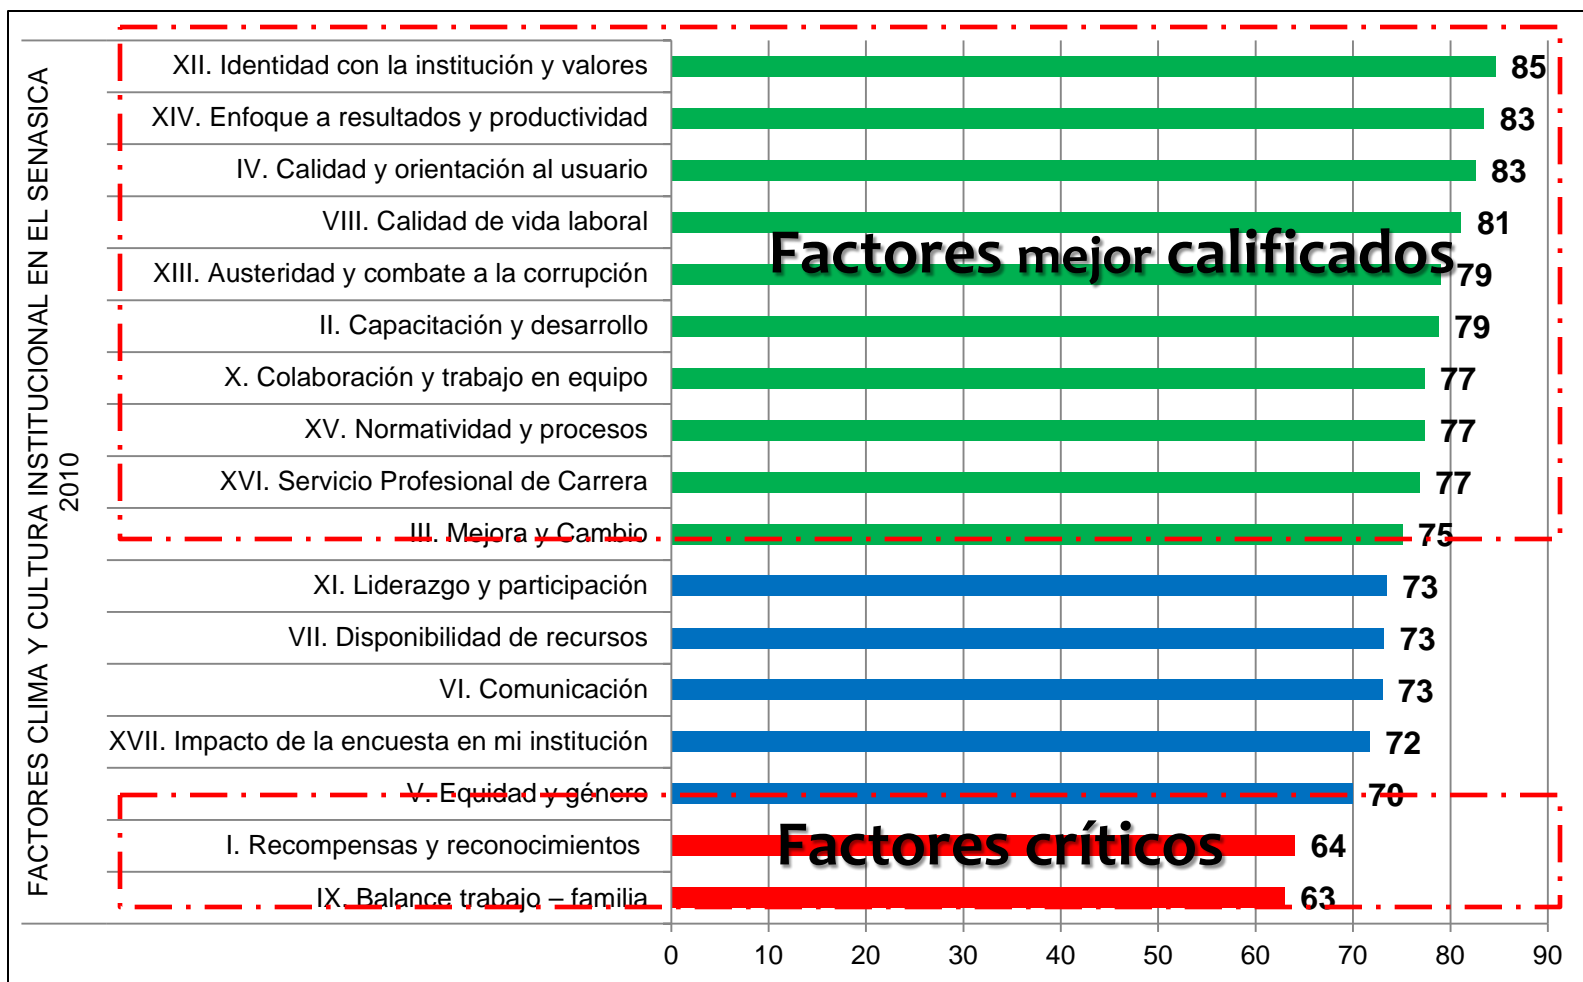 FACTORES CLIMA Y CULTURA INSTITUCIONAL EN EL SENASICA
2010
XII. Identidad con la institución y valores 85
XIV. Enfoque a resultados y productividad 83
IV. Calidad y orientación al usuario 83
VIII. Calidad de vida laboral 81
Factores mejor calificados
XIII. Austeridad y combate a la corrupción 79
II. Capacitación y desarrollo 79
X. Colaboración y trabajo en equipo 77
XV. Normatividad y procesos 77
XVI. Servicio Profesional de Carrera 77
III. Mejora y Cambio 75
XI. Liderazgo y participación 73
VII. Disponibilidad de recursos 73
VI. Comunicación 73
XVII. Impacto de la encuesta en mi institución 72
V. Equidad y género 70
Factores críticos
I. Recompensas y reconocimientos 64
IX. Balance trabajo – familia 63
0 10 20 30 40 50 60 70 80 90